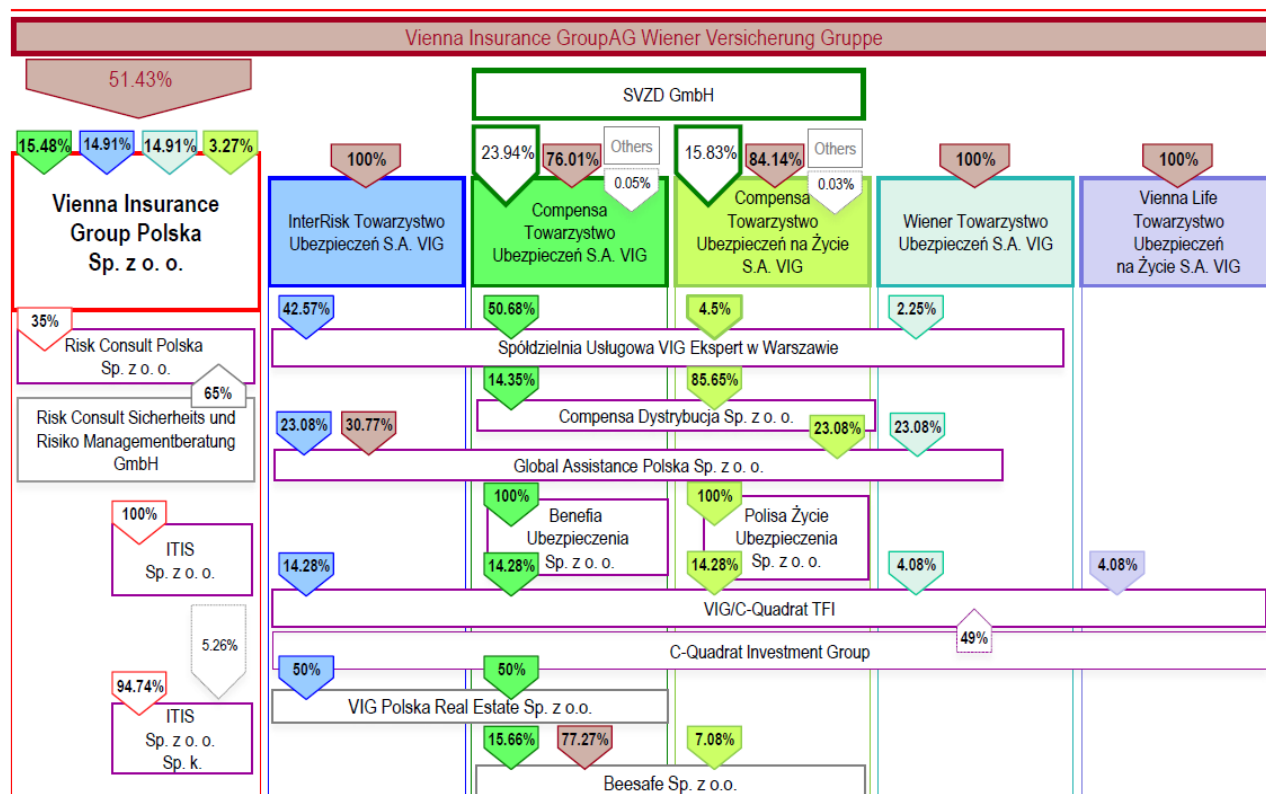 Vienna Insurance GroupAG Wiener Versicherung Gruppe
51.43%
SVZD GmbH
15.48%
14.91%
14.91%
3.27%
100%
23.94%
76.01%
Others
0.05%
15.83%
84.14%
Others
0.03%
100%
100%
Vienna Insurance
Group Polska
Sp. z o. o.
InterRisk Towarzystwo
Ubezpieczeń S.A. VIG
Compensa
Towarzystwo
Ubezpieczeń S.A. VIG
Compensa
Towarzystwo
Ubezpieczeń na Życie
S.A. VIG
Wiener Towarzystwo
Ubezpieczeń S.A. VIG
Vienna Life
Towarzystwo
Ubezpieczeń
na Życie S.A. VIG
35%
Risk Consult Polska
Sp. z o. o.
65%
Risk Consult Sicherheits und
Risiko Managementberatung
GmbH
42.57%
50.68%
4.5%
2.25%
Spółdzielnia Usługowa VIG Ekspert w Warszawie
14.35%
85.65%
Compensa Dystrybucja Sp. z o. o.
23.08%
30.77%
23.08%
23.08%
Global Assistance Polska Sp. z o. o.
100%
ITIS
Sp. z o. o.
100%
Benefia
Ubezpieczenia
Sp. z o. o.
100%
Polisa Życie
Ubezpieczenia
Sp. z o. o.
14.28%
14.28%
14.28%
4.08%
4.08%
VIG/C-Quadrat TFI
49%
C-Quadrat Investment Group
5.26%
94.74%
ITIS
Sp. z o. o.
Sp. k.
50%
50%
VIG Polska Real Estate Sp. z o.o.
15.66%
77.27%
7.08%
Beesafe Sp. z o.o.